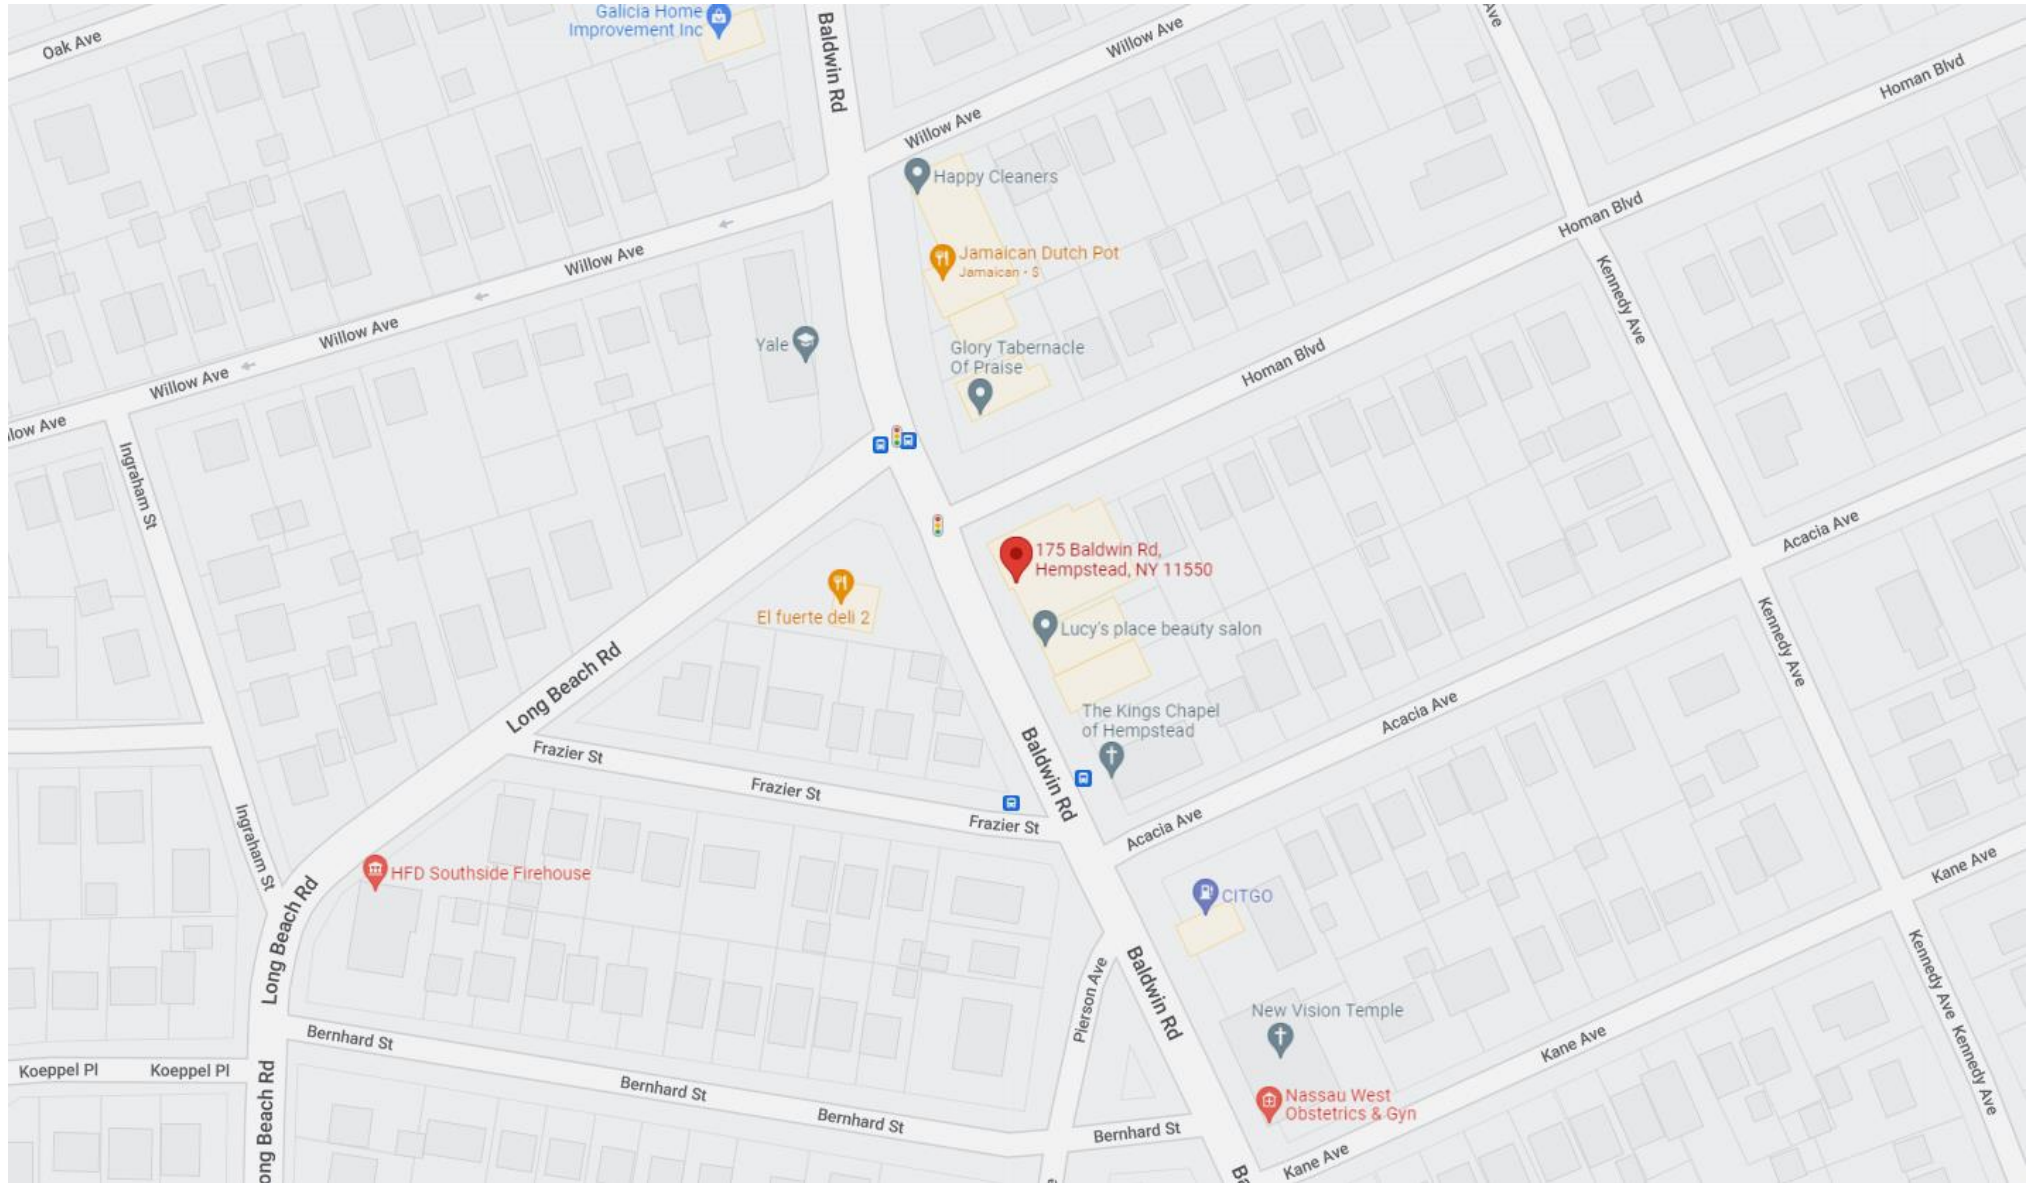 Galicia Home
Improvement Inc
Baldwin Rd
Willow Ave
Ave
Oak Ave
Homan Blvd
Willow Ave
Happy Cleaners
Homan Blvd
Jamaican Dutch Pot
Jamaican · $
Willow Ave
Kennedy Ave
Willow Ave
Yale
Glory Tabernacle
Of Praise
Homan Blvd
Willow Ave
low Ave
Ingraham St
Acacia Ave
175 Baldwin Rd,
Hempstead, NY 11550
El fuerte deli 2
Lucy's place beauty salon
Kennedy Ave
Long Beach Rd
The Kings Chapel
of Hempstead
Acacia Ave
Frazier St
Baldwin Rd
Frazier St
Frazier St
Acacia Ave
Ingraham St
HFD Southside Firehouse
Kane Ave
CITGO
Long Beach Rd
Pierson Ave
Baldwin Rd
Kennedy Ave
New Vision Temple
Bernhard St
Kane Ave
Kennedy Ave
Koeppel Pl
Koeppel Pl
Bernhard St
Nassau West
Obstetrics & Gyn
Bernhard St
Bernhard St
ong Beach Rd
Kane Ave
Ba